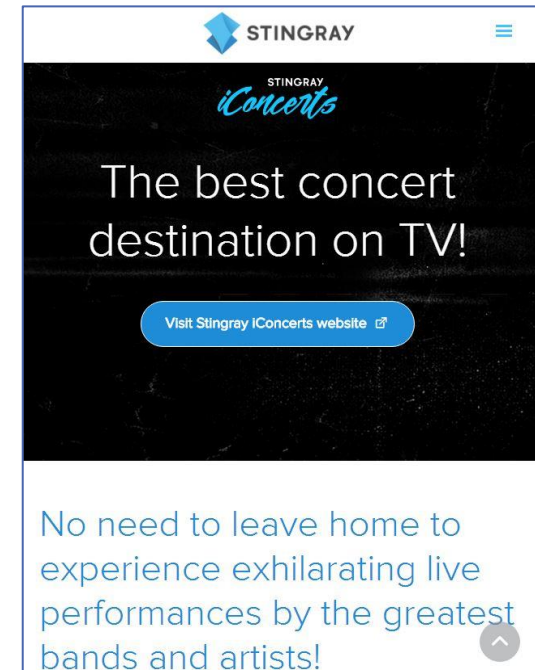 STINGRAY
STINGRAY
iConcerts
The best concert
destination on TV!
Visit Stingray iConcerts website
No need to leave home to
experience exhilarating live
performances by the greatest
bands and artists!